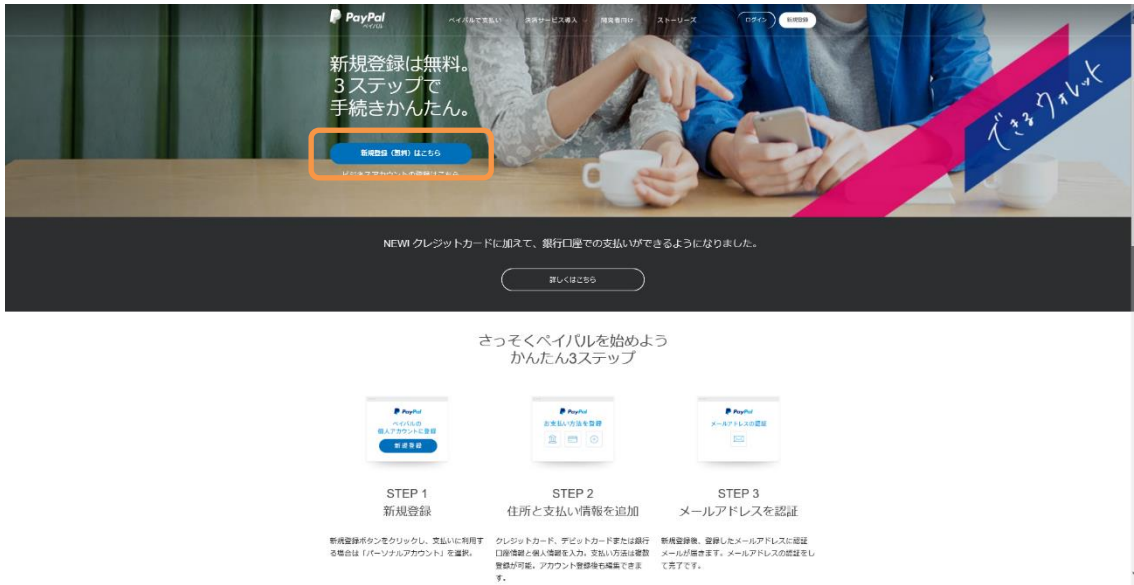 PayPal
ペイパル
ペイパルで支払い
決済サービス導入
開発者向け
ストーリーズ
ログイン
新規登録
新規登録は無料。
3ステップで
手続きかんたん。
新規登録（無料）はこちら
ビジネスアカウントの登録はこちら
できるウォレット
NEW! クレジットカードに加えて、銀行口座での支払いができるようになりました。
詳しくはこちら
さっそくペイパルを始めよう
かんたん3ステップ
PayPal
ペイパルの
個人アカウントに登録
新規登録
PayPal
お支払い方法を登録
PayPal
メールアドレスの認証
STEP 1
新規登録
新規登録ボタンをクリックし、支払いに利用す
る場合は「パーソナルアカウント」を選択。
STEP 2
住所と支払い情報を追加
クレジットカード、デビットカードまたは銀行
口座情報と個人情報を入力。支払い方法は複数
登録が可能。アカウント登録後も編集できま
す。
STEP 3
メールアドレスを認証
新規登録後、登録したメールアドレスに認証
メールが届きます。メールアドレスの認証をし
て完了です。